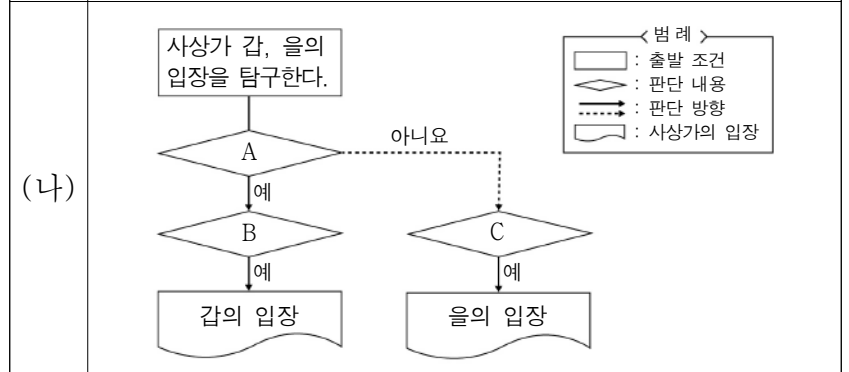 (나)
사상가 갑, 을의
입장을 탐구한다.
A
예
B
예
갑의 입장
아니요
C
예
을의 입장
범 례
: 출발 조건
: 판단 내용
: 판단 방향
: 사상가의 입장